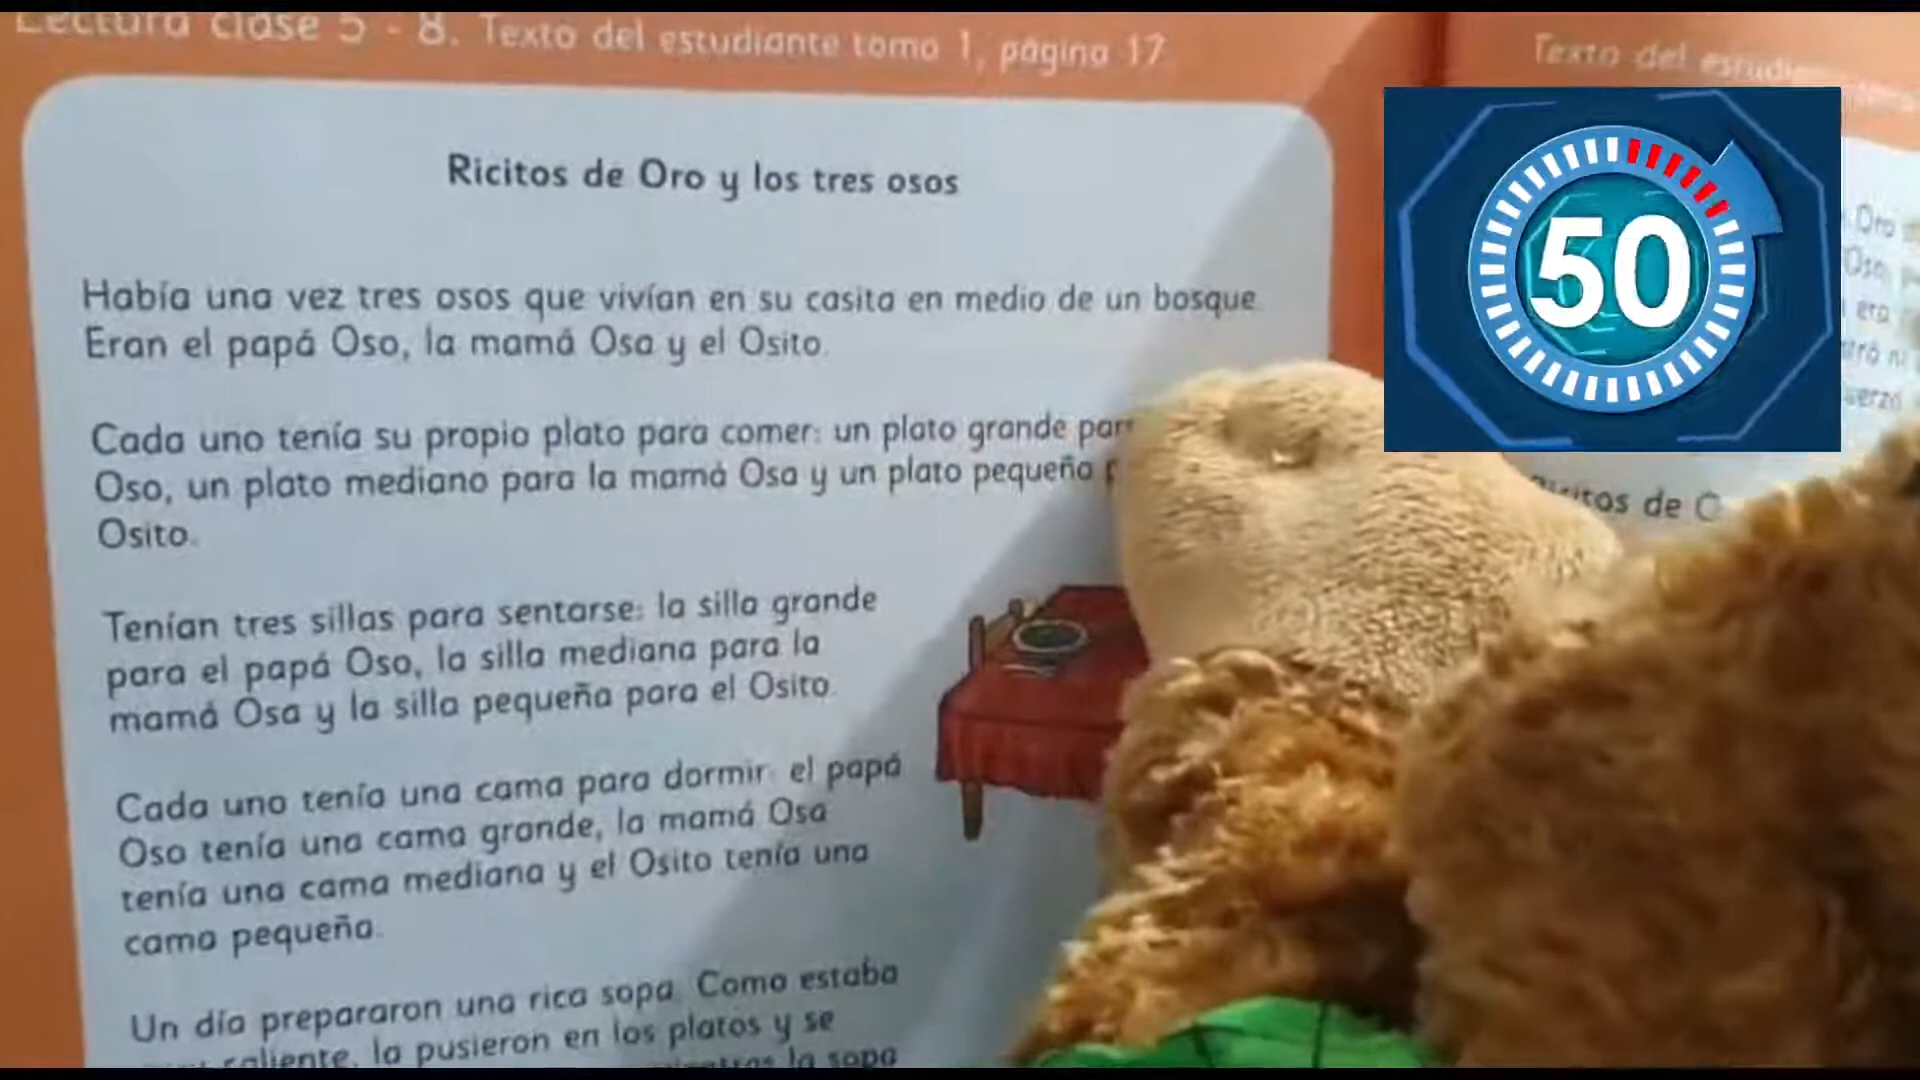 Lectura clase 5 - 8. Texto del estudiante tomo 1, página 17
Ricitos de Oro y los tres osos
Había una vez tres osos que vivían en su casita en medio de un bosque.
Eran el papá Oso, la mamá Osa y el Osito.
Cada uno tenía su propio plato para comer: un plato grande
Oso, un plato mediano para la mamá Osa y un plato pequeño
Osito.
Tenían tres sillas para sentarse: la silla grande
para el papá Oso, la silla mediana para la
mamá Osa y la silla pequeña para el Osito.
Cada uno tenía una cama para dormir: el papá
Oso tenía una cama grande, la mamá Osa
tenía una cama mediana y el Osito tenía una
cama pequeña.
Un día prepararon una rica sopa. Como estaba
caliente, la pusieron en los platos y se
la sopa
Texto del
50
Oro
era
de